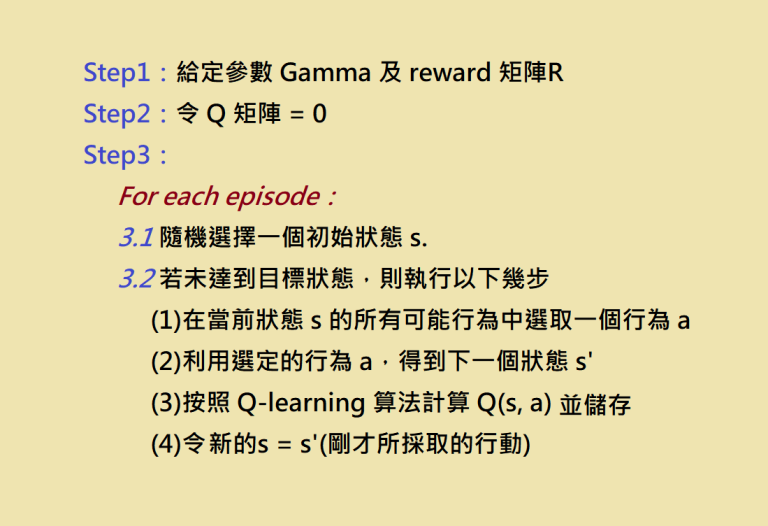 Step1：給定參數 Gamma 及 reward 矩陣R
Step2：令 Q 矩陣 = 0
Step3：
For each episode：
3.1 隨機選擇一個初始狀態 s.
3.2 若未達到目標狀態，則執行以下幾步
(1)在當前狀態 s 的所有可能行為中選取一個行為 a
(2)利用選定的行為 a，得到下一個狀態 s'
(3)按照 Q-learning 算法計算 Q(s, a) 並儲存
(4)令新的s = s'(剛才所採取的行動)